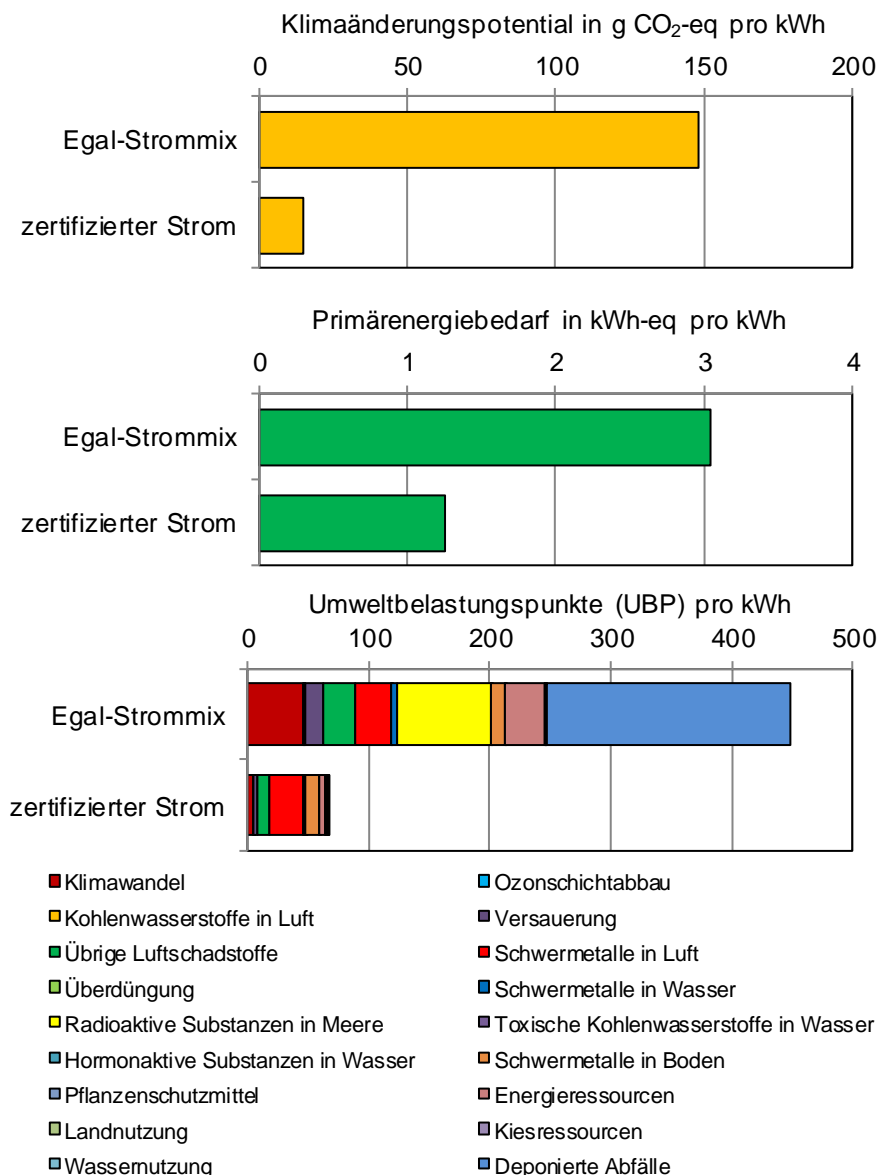 Klimaänderungspotential in g CO₂-eq pro kWh
0 50 100 150 200
Egal-Strommix
zertifizierter Strom
Primärenergiebedarf in kWh-eq pro kWh
0 1 2 3 4
Egal-Strommix
zertifizierter Strom
Umweltbelastungspunkte (UBP) pro kWh
0 100 200 300 400 500
Egal-Strommix
zertifizierter Strom
Klimawandel Ozonschichtabbau
Kohlenwasserstoffe in Luft Versauerung
Übrige Luftschadstoffe Schwermetalle in Luft
Überdüngung Schwermetalle in Wasser
Radioaktive Substanzen in Meere Toxische Kohlenwasserstoffe in Wasser
Hormonaktive Substanzen in Wasser Schwermetalle in Boden
Pflanzenschutzmittel Energieressourcen
Landnutzung Kiesressourcen
Wassernutzung Deponierte Abfälle